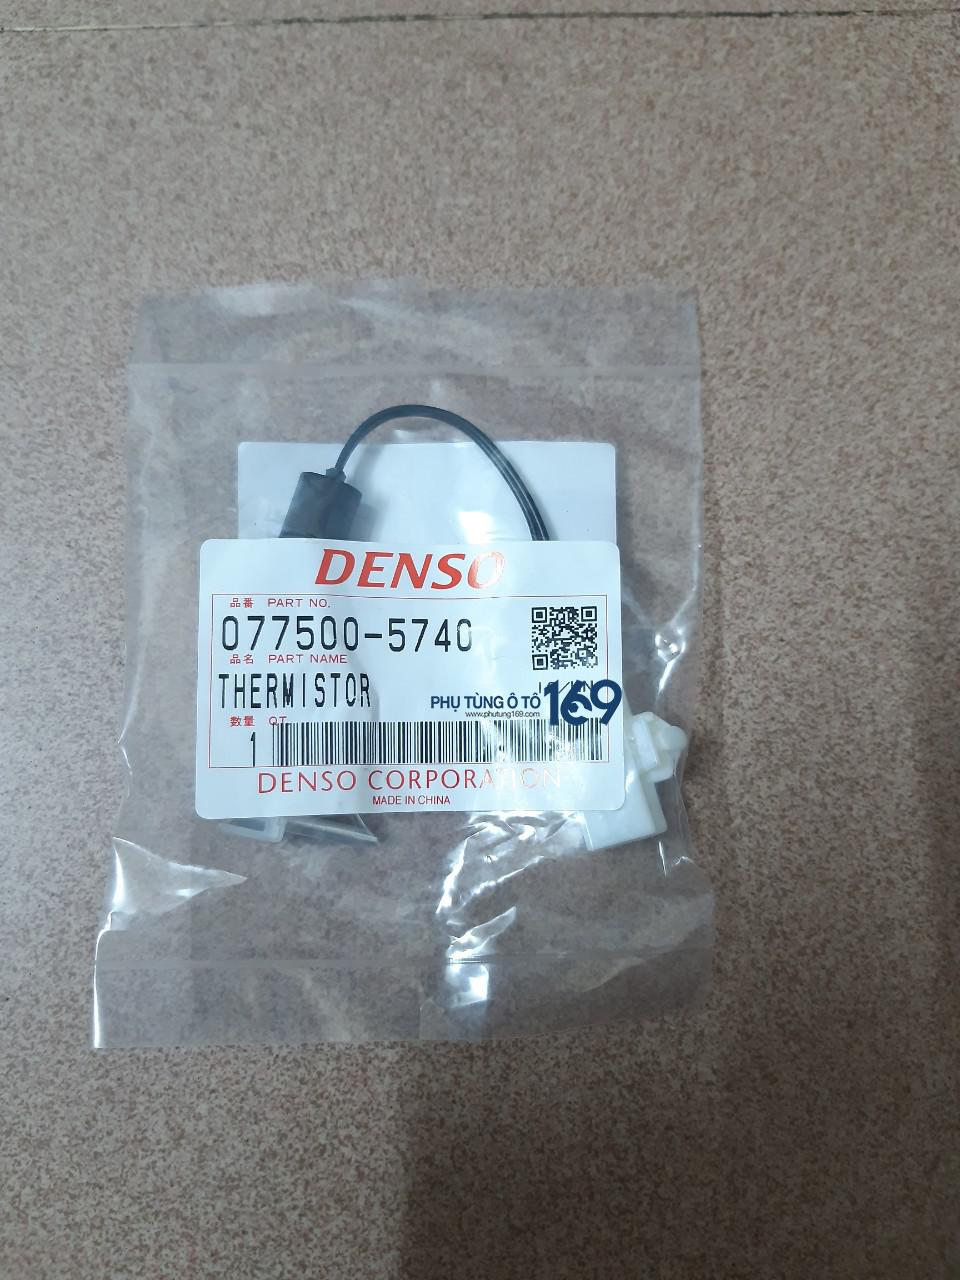 DENSO
品番 PART NO.
077500-5740
品名 PART NAME
THERMISTOR
PHỤ TÙNG Ô TÔ 169
www.phutung169.com
数量 QT
1
DENSO CORPORATION
MADE IN CHINA